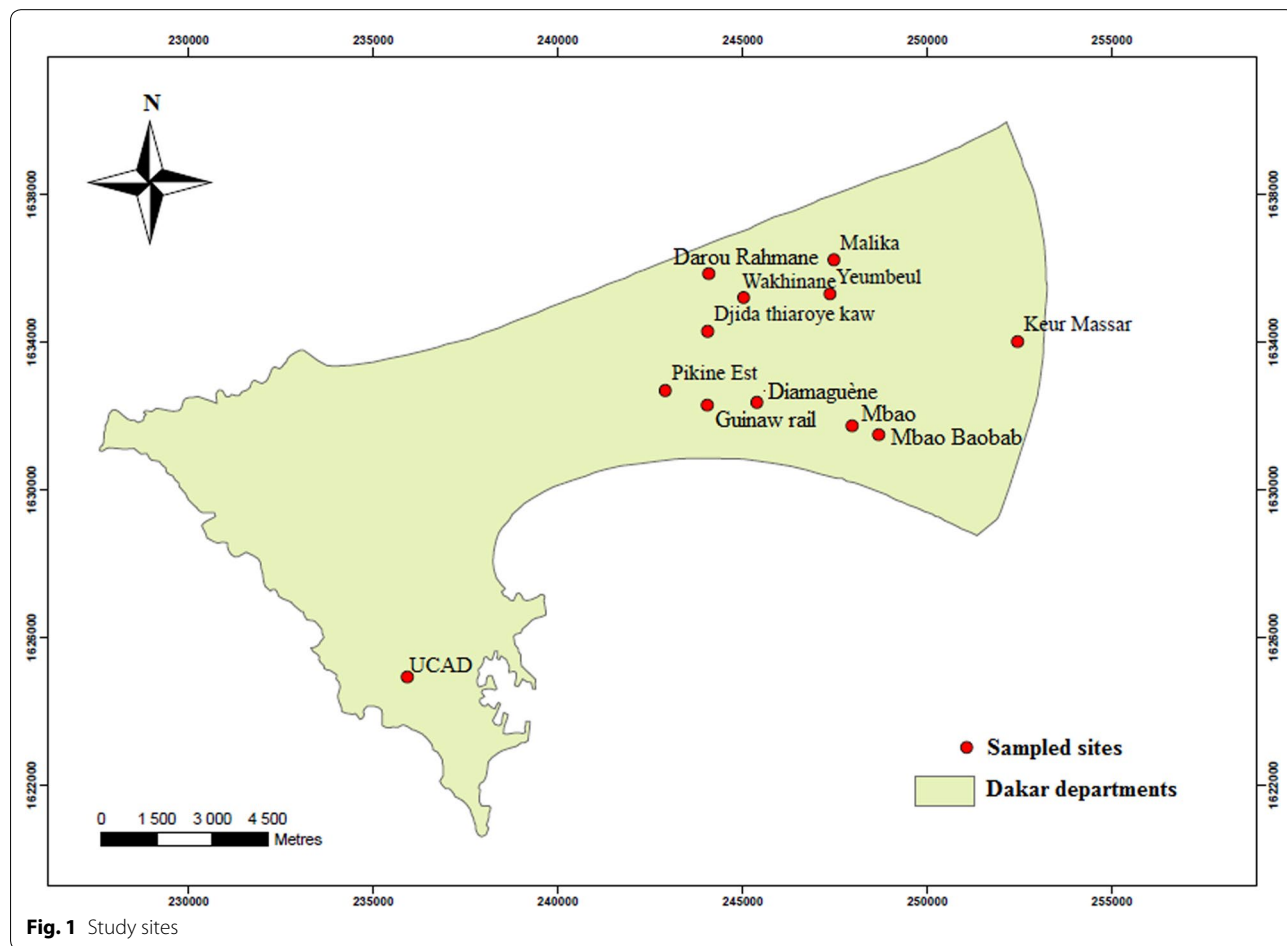 230000 235000 240000 245000 250000 255000
N
1638000 1638000
Malika
Darou Rahmane
Yeumbeul
Wakhinane
Djida thiaroye kaw
Keur Massar
1634000 1634000
Pikine Est
Diamaguène
Mbao
Guinaw rail
Mbao Baobab
1630000 1630000
1626000 1626000
UCAD
Sampled sites
1622000 1622000
Dakar departments
0 1 500 3 000 4 500
Metres
230000 235000 240000 245000 250000 255000
Fig. 1 Study sites